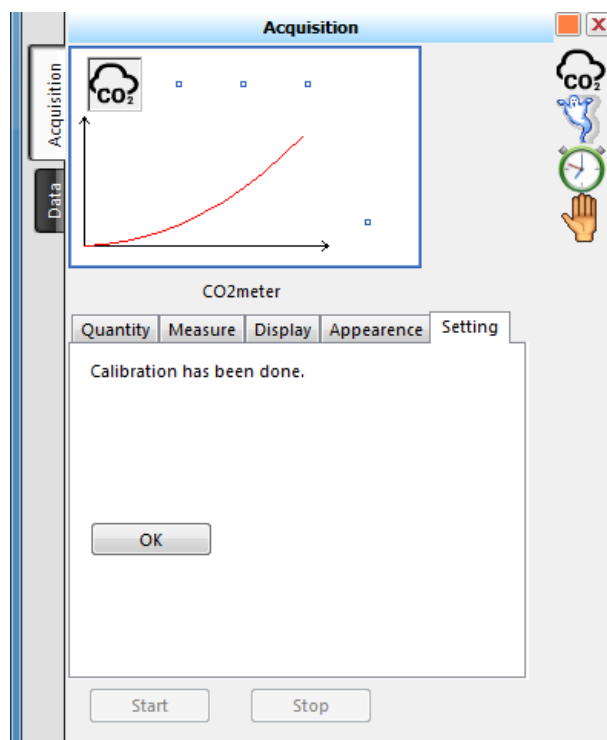 Acquisition
Acquisition
Data
CO2
CO2
CO2meter
Quantity Measure Display Appearence Setting
Calibration has been done.
OK
Start Stop